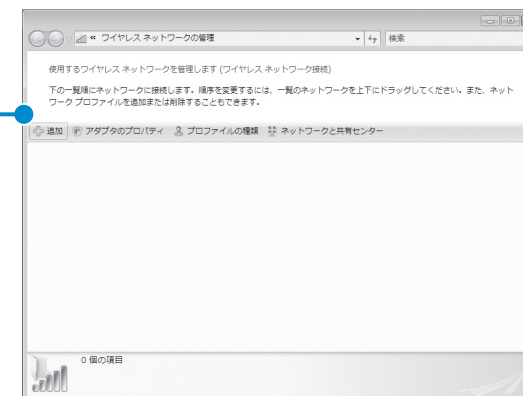 « ワイヤレス ネットワークの管理
検索
使用するワイヤレス ネットワークを管理します (ワイヤレス ネットワーク接続)
下の一覧順にネットワークに接続します。順序を変更するには、一覧のネットワークを上下にドラッグしてください。また、ネット
ワーク プロファイルを追加または削除することもできます。
追加 アダプタのプロパティ プロファイルの種類 ネットワークと共有センター
0 個の項目